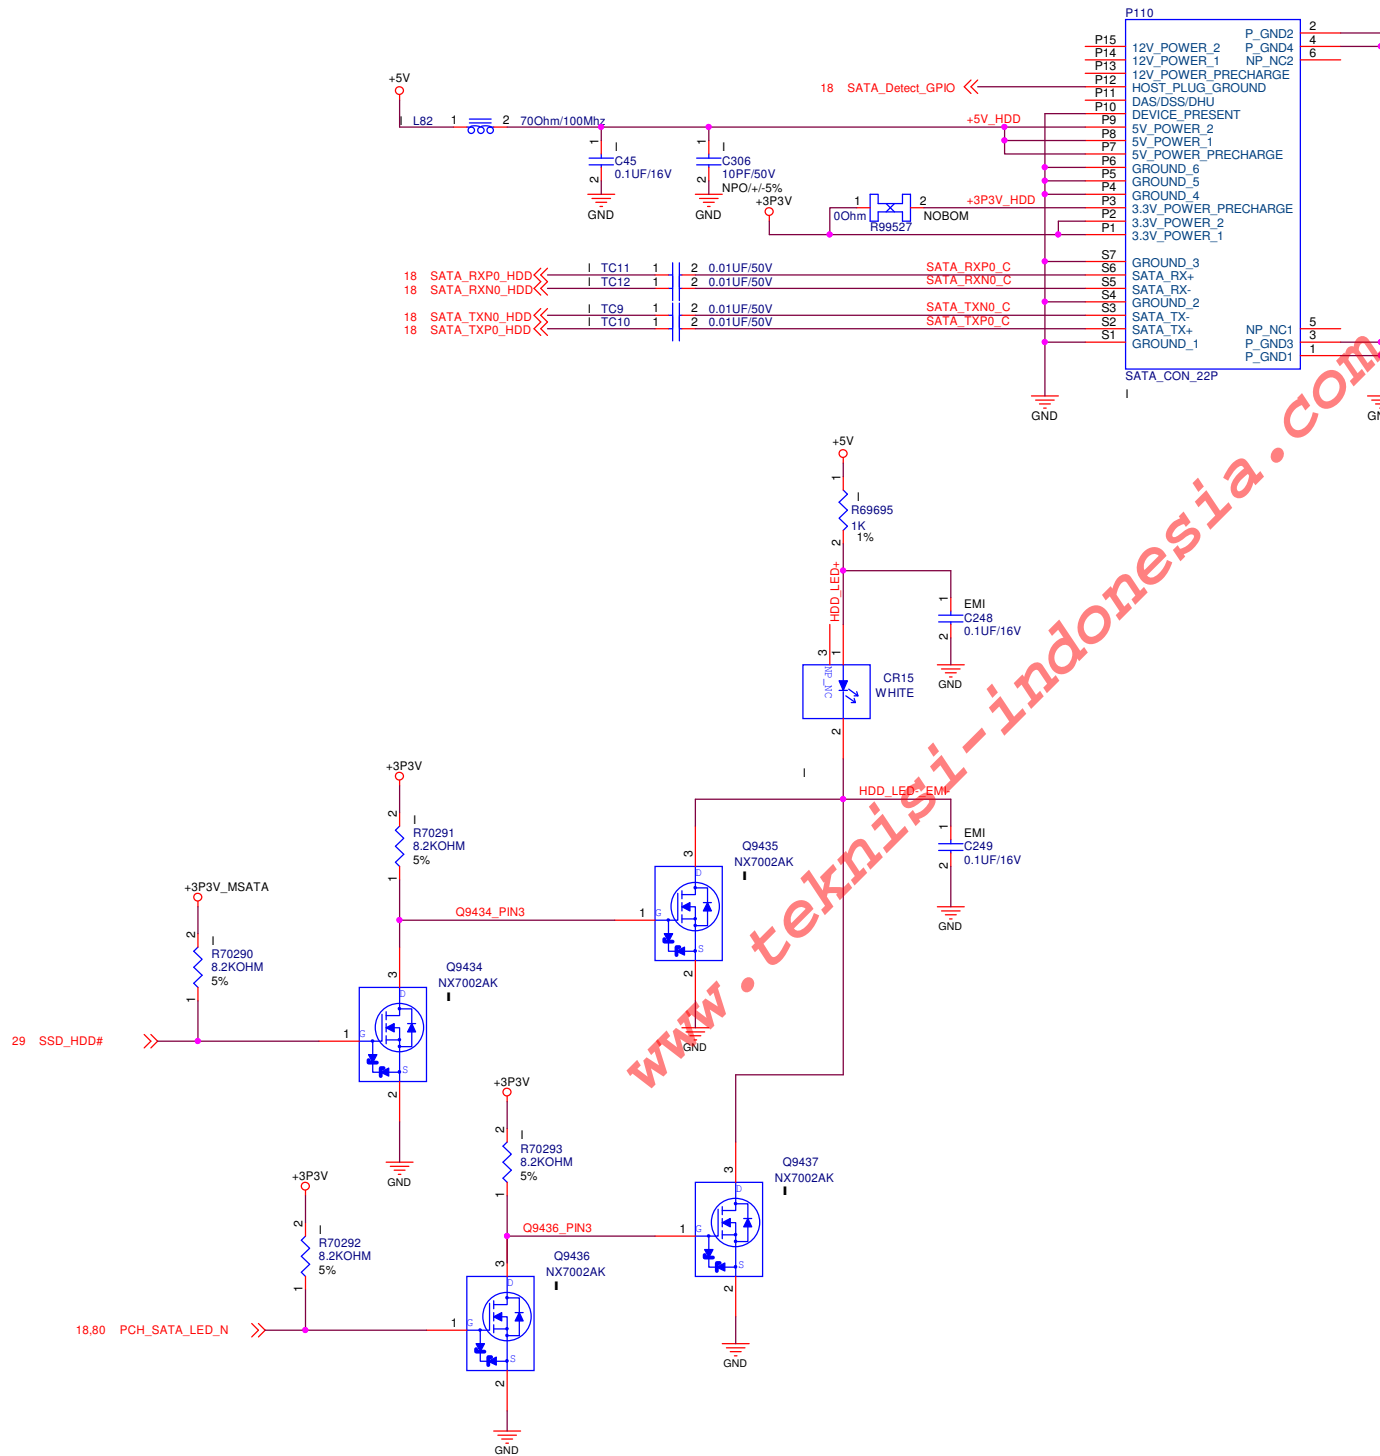 P110
P15 12V_POWER_2
P14 12V_POWER_1
P13 12V_POWER_PRECHARGE
P12 HOST_PLUG_GROUND
P11 DAS/DSS/DHU
P10 DEVICE_PRESENT
P9 5V_POWER_2
P8 5V_POWER_1
P7 5V_POWER_PRECHARGE
P6 GROUND_6
P5 GROUND_5
P4 GROUND_4
P3 3.3V_POWER_PRECHARGE
P2 3.3V_POWER_2
P1 3.3V_POWER_1
S7 GROUND_3
S6 SATA_RX+
S5 SATA_RX-
S4 GROUND_2
S3 SATA_TX-
S2 SATA_TX+
S1 GROUND_1
P_GND2 2
P_GND4 4
NP_NC2 6
NP_NC1 5
P_GND3 3
P_GND1 1
SATA_CON_22P
I
GND
18 SATA_Detect_GPIO
+5V
I L82 1 2 70Ohm/100Mhz
+5V_HDD
1 I
C45
2 0.1UF/16V
GND
1 I
C306
10PF/50V
2 NPO/+/-5%
GND
+3P3V
1 2 +3P3V_HDD
0Ohm NOBOM
R99527
18 SATA_RXP0_HDD I TC11 1 2 0.01UF/50V SATA_RXP0_C
18 SATA_RXN0_HDD I TC12 1 2 0.01UF/50V SATA_RXN0_C
18 SATA_TXN0_HDD I TC9 1 2 0.01UF/50V SATA_TXN0_C
18 SATA_TXP0_HDD I TC10 1 2 0.01UF/50V SATA_TXP0_C
+5V
1 I
R69695
1K
2 1%
HDD_LED+
1 EMI
C248
2 0.1UF/16V
GND
3 1
NP_NC
CR15
WHITE
2
I
HDD_LED-_EMI-
1 EMI
C249
2 0.1UF/16V
GND
+3P3V
2 I
R70291
8.2KOHM
1 5%
Q9434_PIN3
Q9435
NX7002AK
I
3 D
1 G
S
2
GND
+3P3V_MSATA
2 I
R70290
8.2KOHM
1 5%
29 SSD_HDD#
Q9434
NX7002AK
I
3 D
1 G
S
2
GND
+3P3V
2 I
R70293
8.2KOHM
1 5%
Q9436_PIN3
Q9437
NX7002AK
I
3 D
1 G
S
2
GND
+3P3V
2 I
R70292
8.2KOHM
1 5%
18,80 PCH_SATA_LED_N
Q9436
NX7002AK
I
3 D
1 G
S
2
GND
www.teknisi-indonesia.com